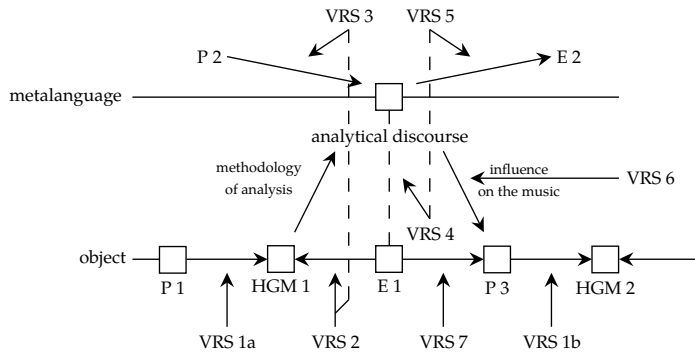 VRS 3
VRS 5
P 2
E 2
metalanguage
analytical discourse
methodology
of analysis
influence
on the music
VRS 6
VRS 4
object
P 1
HGM 1
E 1
P 3
HGM 2
VRS 1a
VRS 2
VRS 7
VRS 1b